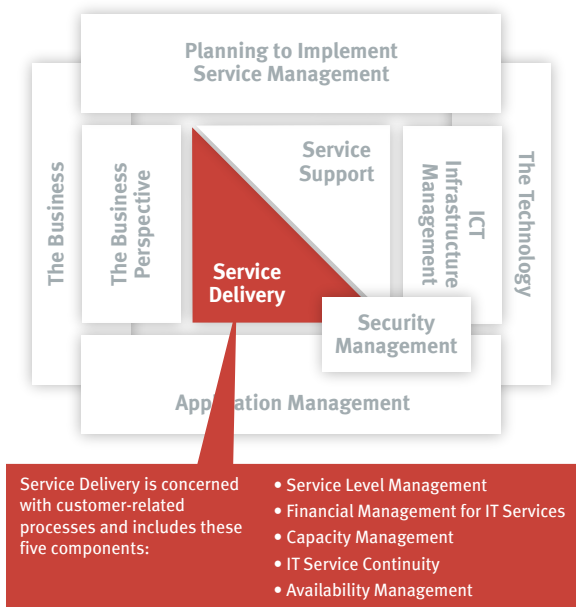 Planning to Implement
Service Management
The Business
The Business
Perspective
Service
Support
Service
Delivery
ICT
Infrastructure
Management
The Technology
Security
Management
Application Management
Service Delivery is concerned
with customer-related
processes and includes these
five components:
• Service Level Management
• Financial Management for IT Services
• Capacity Management
• IT Service Continuity
• Availability Management